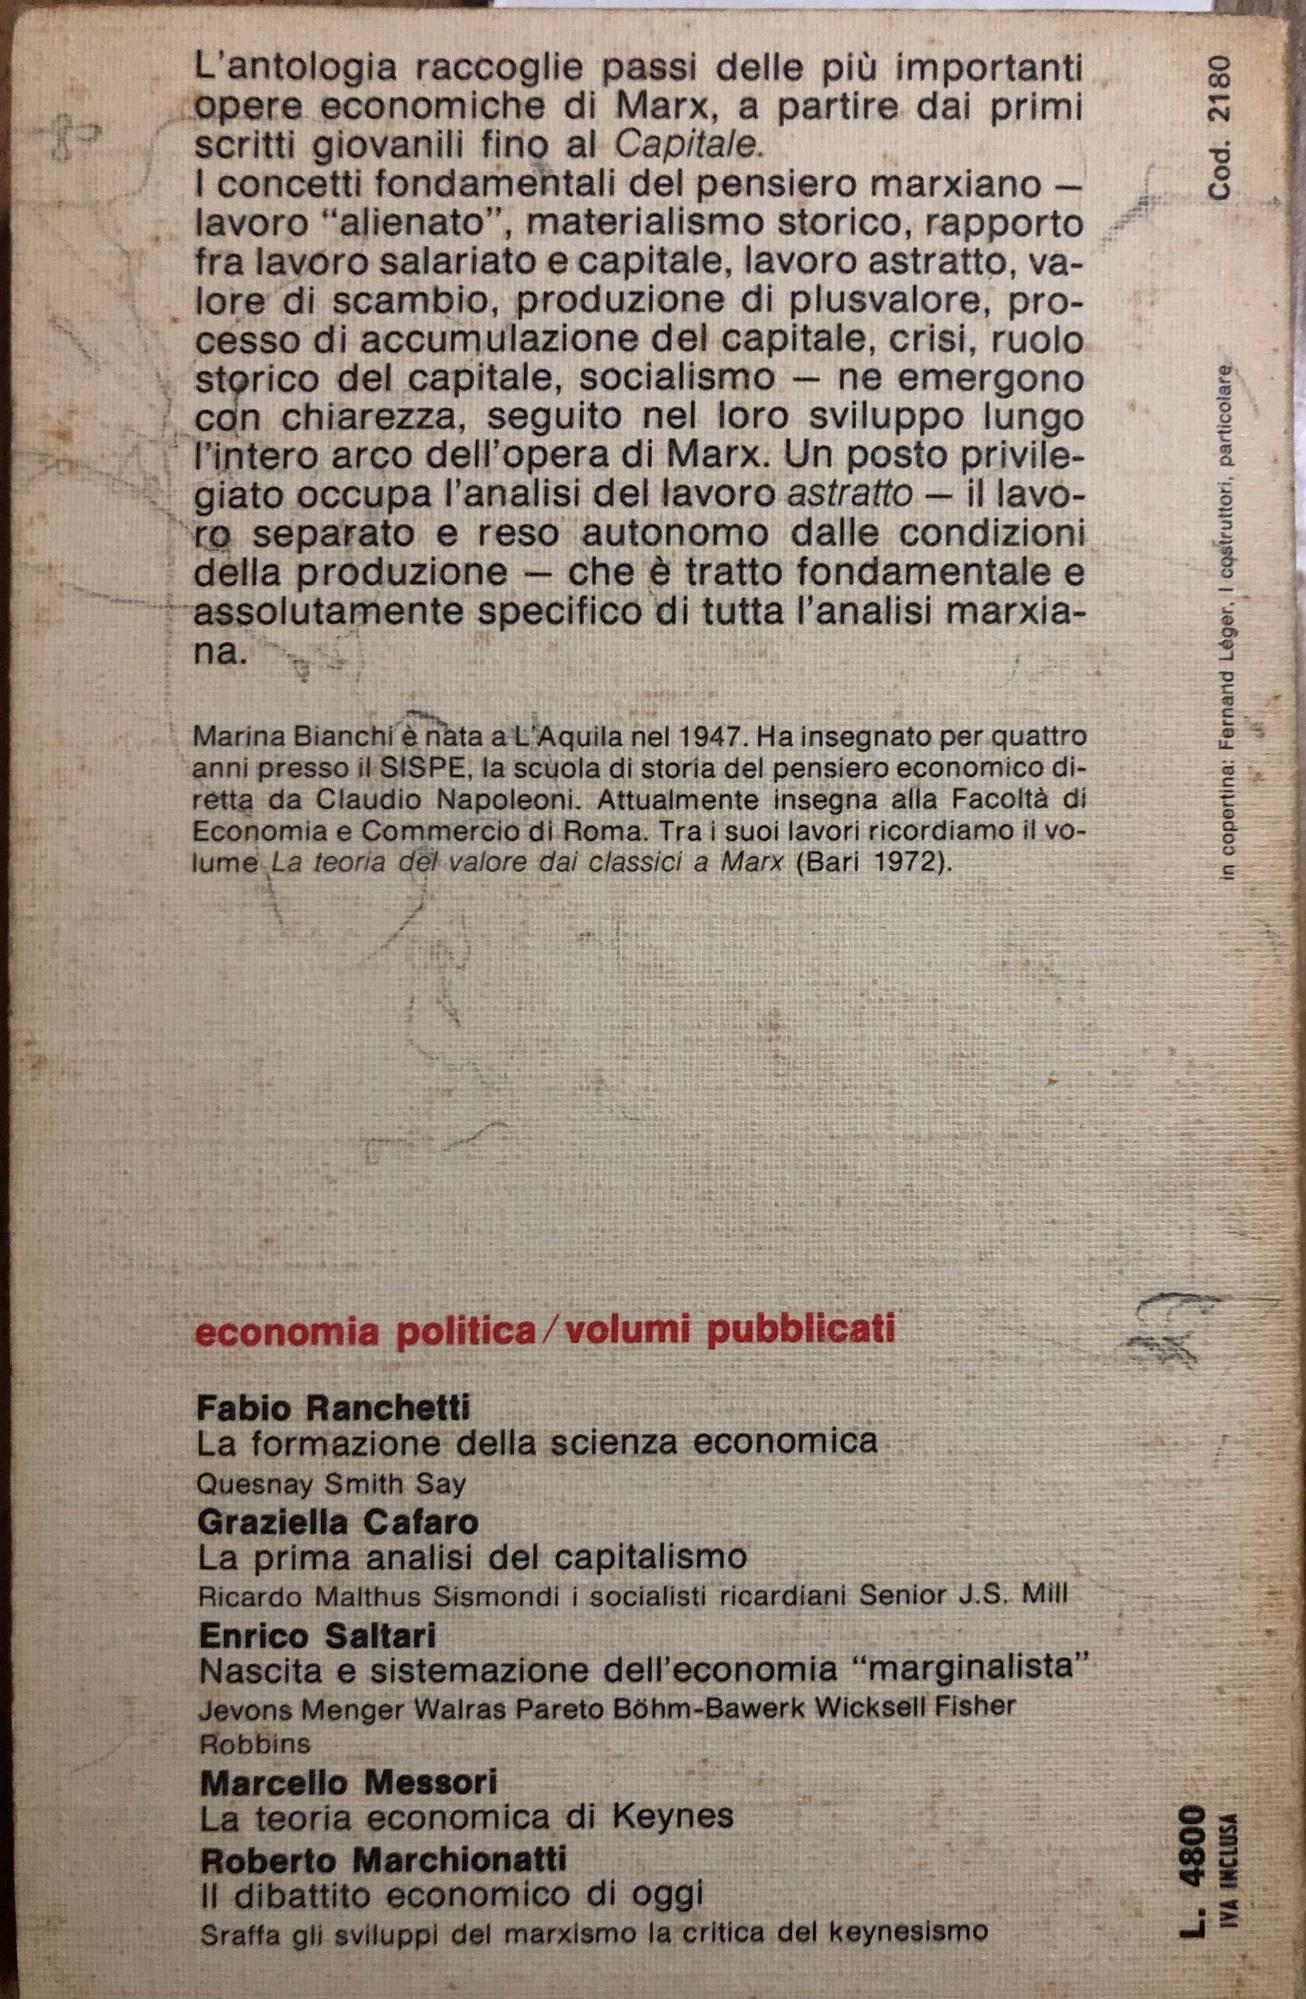 L'antologia raccoglie passi delle più importanti
opere economiche di Marx, a partire dai primi
scritti giovanili fino al Capitale.
I concetti fondamentali del pensiero marxiano —
lavoro “alienato”, materialismo storico, rapporto
fra lavoro salariato e capitale, lavoro astratto, va-
lore di scambio, produzione di plusvalore, pro-
cesso di accumulazione del capitale, crisi, ruolo
storico del capitale, socialismo — ne emergono
con chiarezza, seguito nel loro sviluppo lungo
l'intero arco dell'opera di Marx. Un posto privile-
giato occupa l'analisi del lavoro astratto — il lavo-
ro separato e reso autonomo dalle condizioni
della produzione — che è tratto fondamentale e
assolutamente specifico di tutta l'analisi marxia-
na.
Marina Bianchi è nata a L'Aquila nel 1947. Ha insegnato per quattro
anni presso il SISPE, la scuola di storia del pensiero economico di-
retta da Claudio Napoleoni. Attualmente insegna alla Facoltà di
Economia e Commercio di Roma. Tra i suoi lavori ricordiamo il vo-
lume La teoria del valore dai classici a Marx (Bari 1972).
economia politica/volumi pubblicati
Fabio Ranchetti
La formazione della scienza economica
Quesnay Smith Say
Graziella Cafaro
La prima analisi del capitalismo
Ricardo Malthus Sismondi i socialisti ricardiani Senior J.S. Mill
Enrico Saltari
Nascita e sistemazione dell'economia “marginalista”
Jevons Menger Walras Pareto Böhm-Bawerk Wicksell Fisher
Robbins
Marcello Messori
La teoria economica di Keynes
Roberto Marchionatti
Il dibattito economico di oggi
Sraffa gli sviluppi del marxismo la critica del keynesismo
Cod. 2180
in copertina: Fernand Léger, I costruttori, particolare
L. 4800
IVA INCLUSA